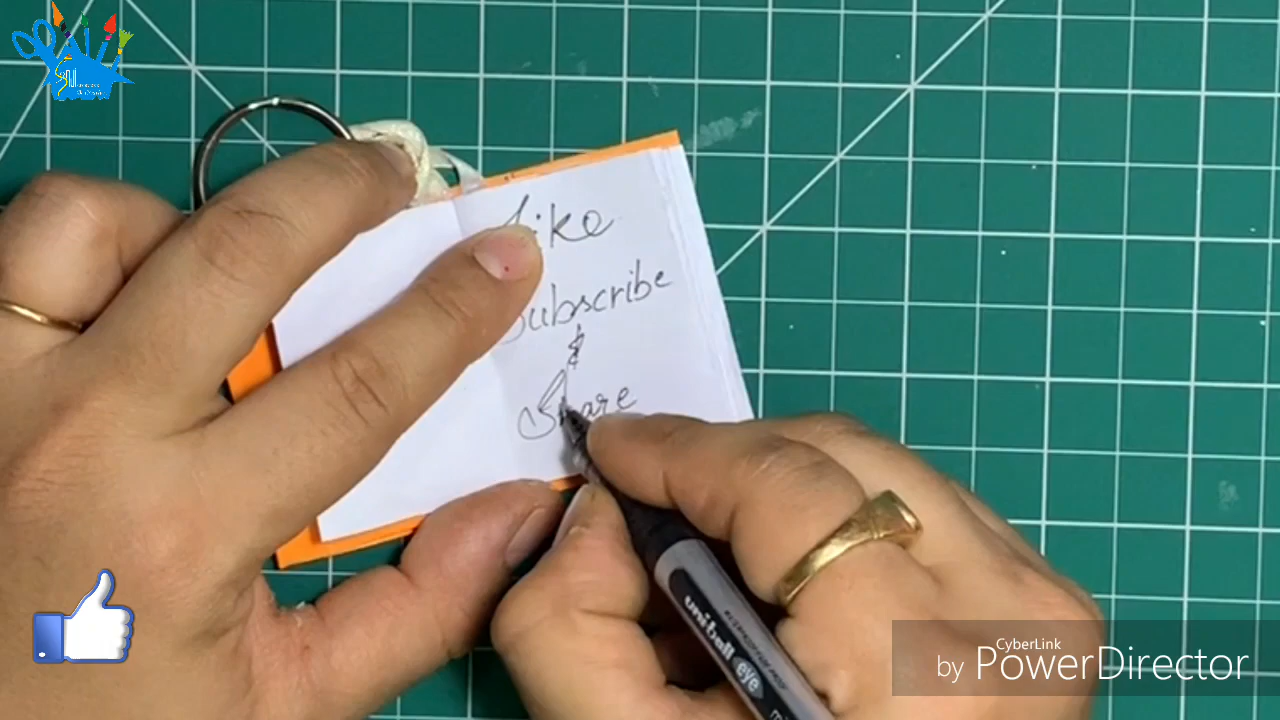 Like
Subscribe
&
Share
uniball eye
CyberLink
by PowerDirector